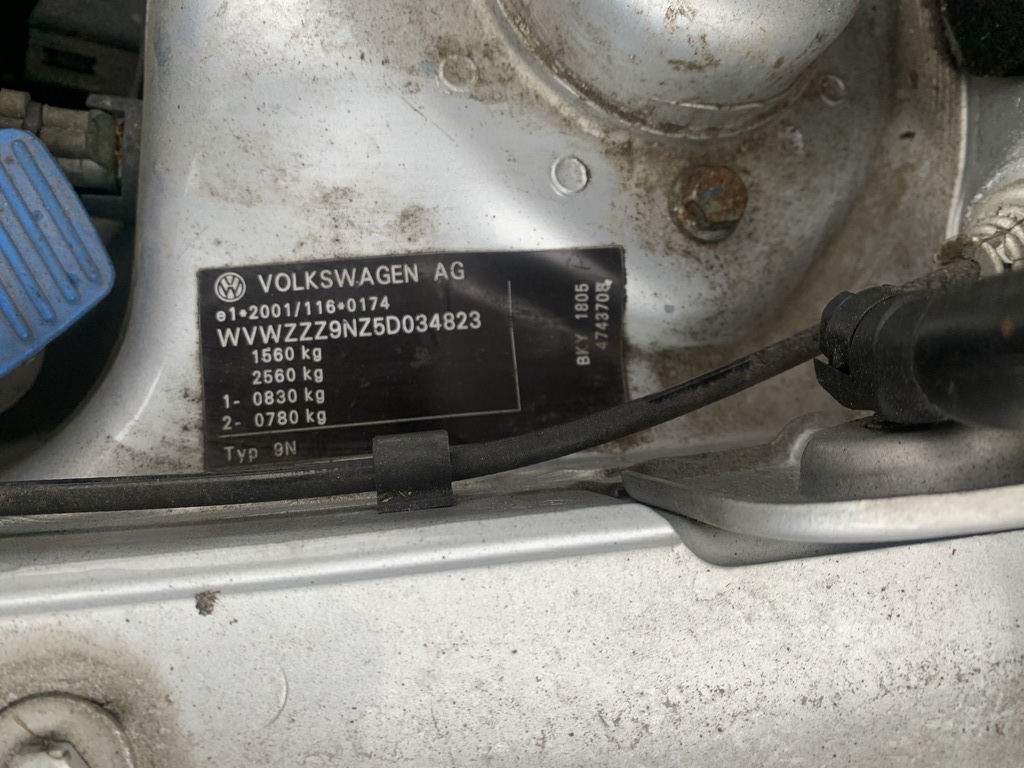 VOLKSWAGEN AG
e1*2001/116*0174
WVWZZZ9NZ5D034823
1560 kg
2560 kg
1- 0830 kg
2- 0780 kg
Typ 9N
BKY 1805